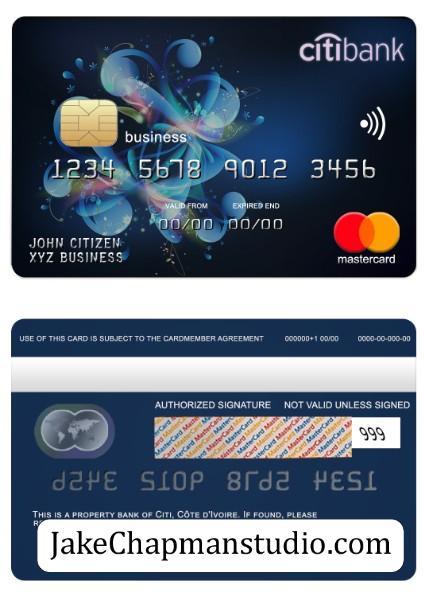 citibank
business
1234 5678 9012 3456
VALID FROM EXPIRED END
00/00 00/00
JOHN CITIZEN
XYZ BUSINESS
mastercard
USE OF THIS CARD IS SUBJECT TO THE CARDMEMBER AGREEMENT 000000+1 00/00 0000-00-000-00
AUTHORIZED SIGNATURE NOT VALID UNLESS SIGNED
MasterCard MasterCard MasterCard
999
THIS IS A PROPERTY BANK OF CITI, CÔTE D'IVOIRE. IF FOUND, PLEASE
JakeChapmanstudio.com